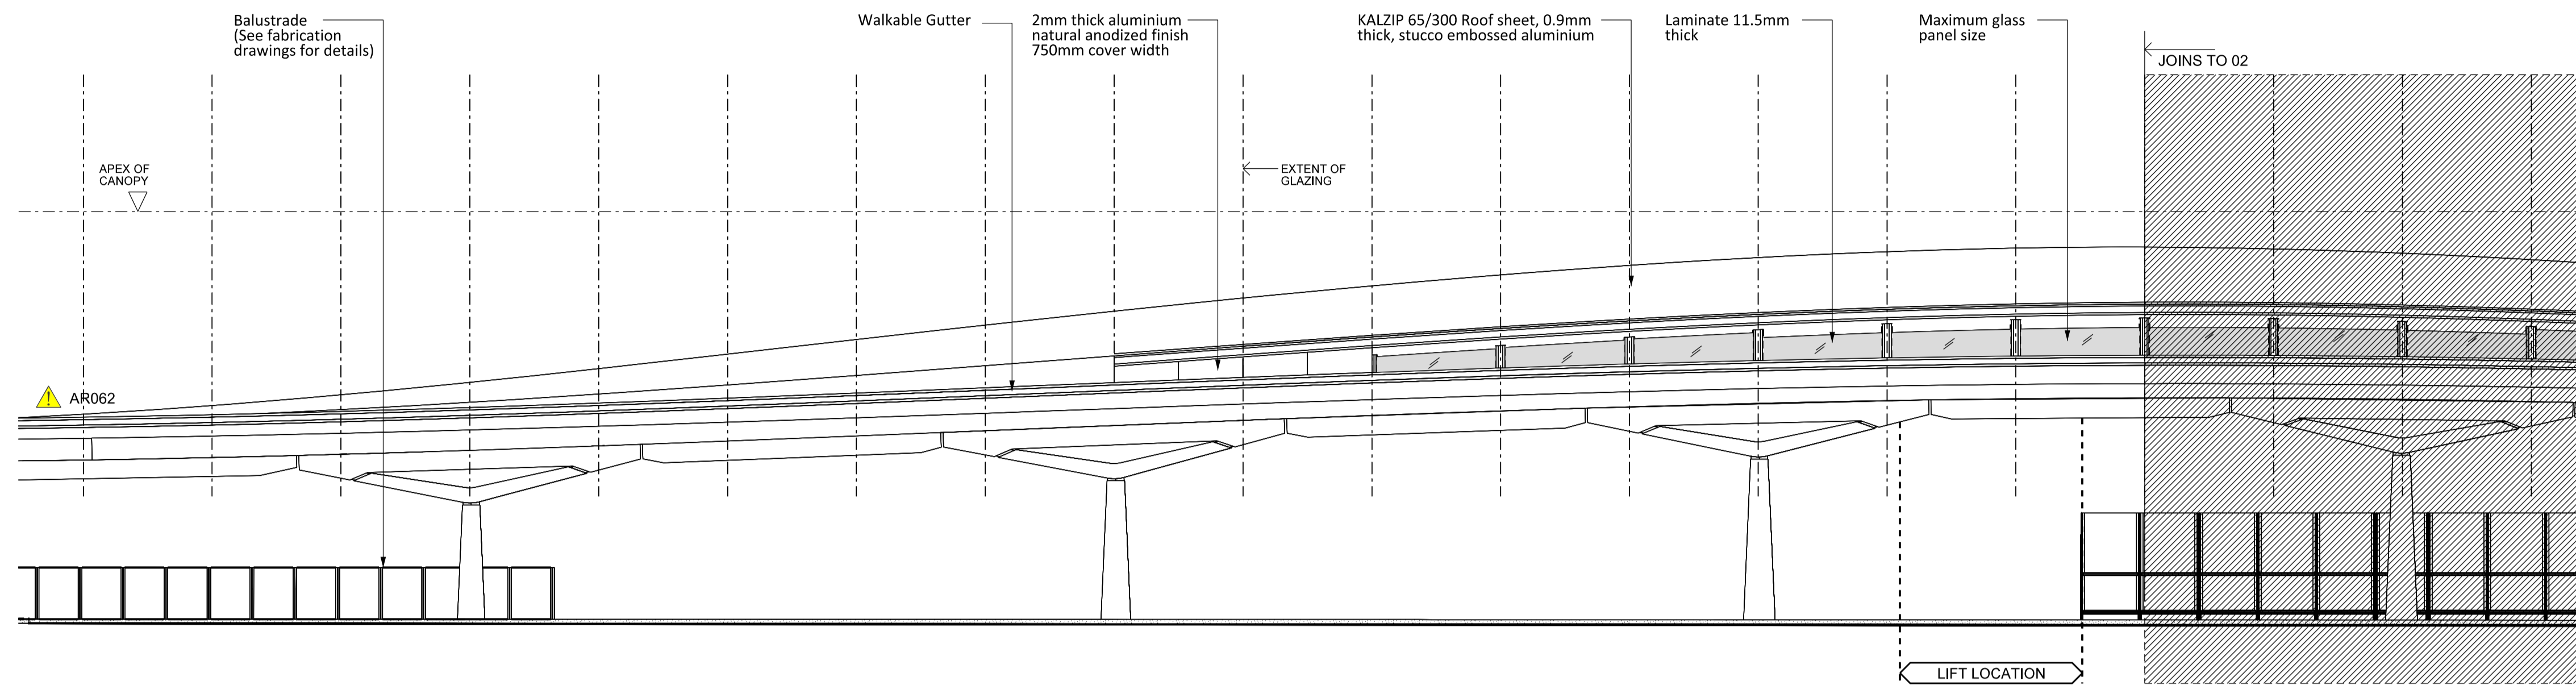 Balustrade
(See fabrication
drawings for details)
Walkable Gutter
2mm thick aluminium
natural anodized finish
750mm cover width
KALZIP 65/300 Roof sheet, 0.9mm
thick, stucco embossed aluminium
Laminate 11.5mm
thick
Maximum glass
panel size
JOINS TO 02
APEX OF
CANOPY
EXTENT OF
GLAZING
AR062
LIFT LOCATION